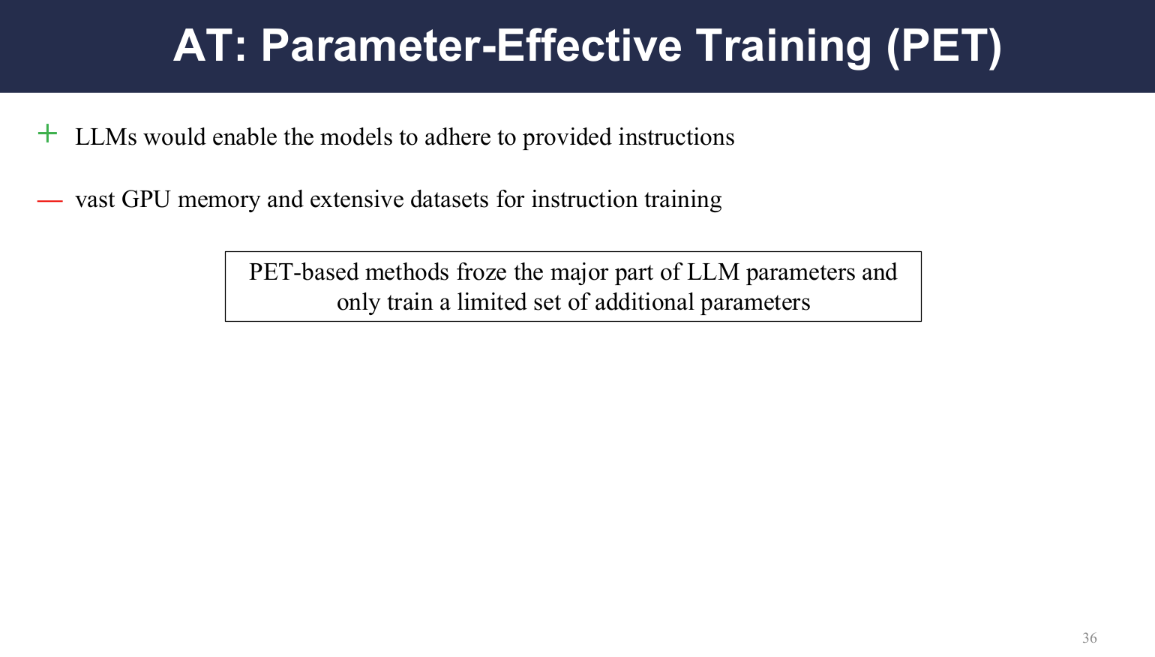 AT: Parameter-Effective Training (PET)
+ LLMs would enable the models to adhere to provided instructions
— vast GPU memory and extensive datasets for instruction training
PET-based methods froze the major part of LLM parameters and
only train a limited set of additional parameters
36